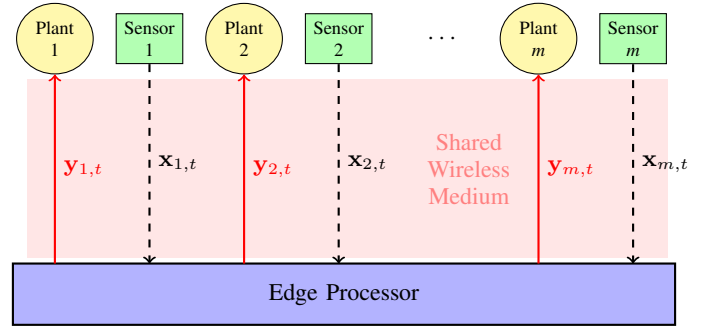 Plant
1
Sensor
1
Plant
2
Sensor
2
...
Plant
m
Sensor
m
y1,t
x1,t
y2,t
x2,t
Shared
Wireless
Medium
ym,t
xm,t
Edge Processor